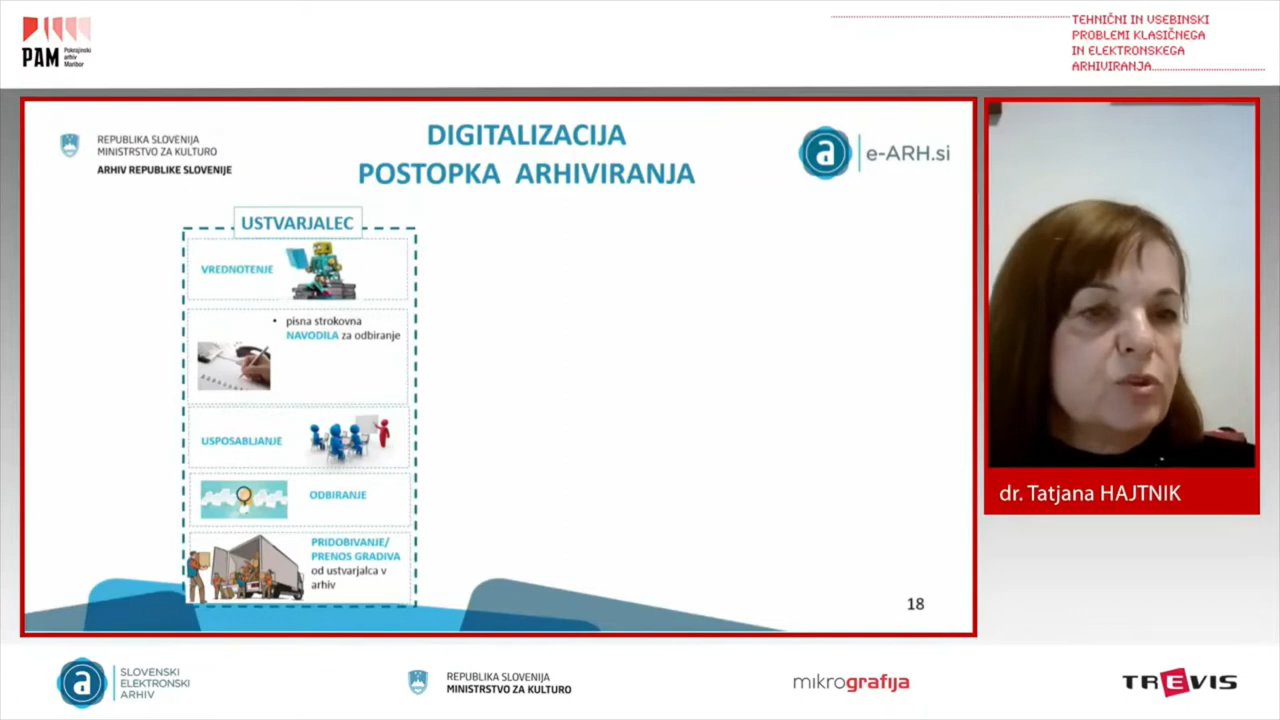 PAM
Pokrajinski
arhiv
Maribor
TEHNIČNI IN VSEBINSKI
PROBLEMI KLASIČNEGA
IN ELEKTRONSKEGA
ARHIVIRANJA
REPUBLIKA SLOVENIJA
MINISTRSTVO ZA KULTURO
ARHIV REPUBLIKE SLOVENIJE
DIGITALIZACIJA
POSTOPKA ARHIVIRANJA
a e-ARH.si
USTVARJALEC
VREDNOTENJE
• pisna strokovna
NAVODILA za odbiranje
USPOSABLJANJE
ODBIRANJE
PRIDOBIVANJE/
PRENOS GRADIVA
od ustvarjalca v
arhiv
18
dr. Tatjana HAJTNIK
a
SLOVENSKI
ELEKTRONSKI
ARHIV
REPUBLIKA SLOVENIJA
MINISTRSTVO ZA KULTURO
mikrografija
TREVIS